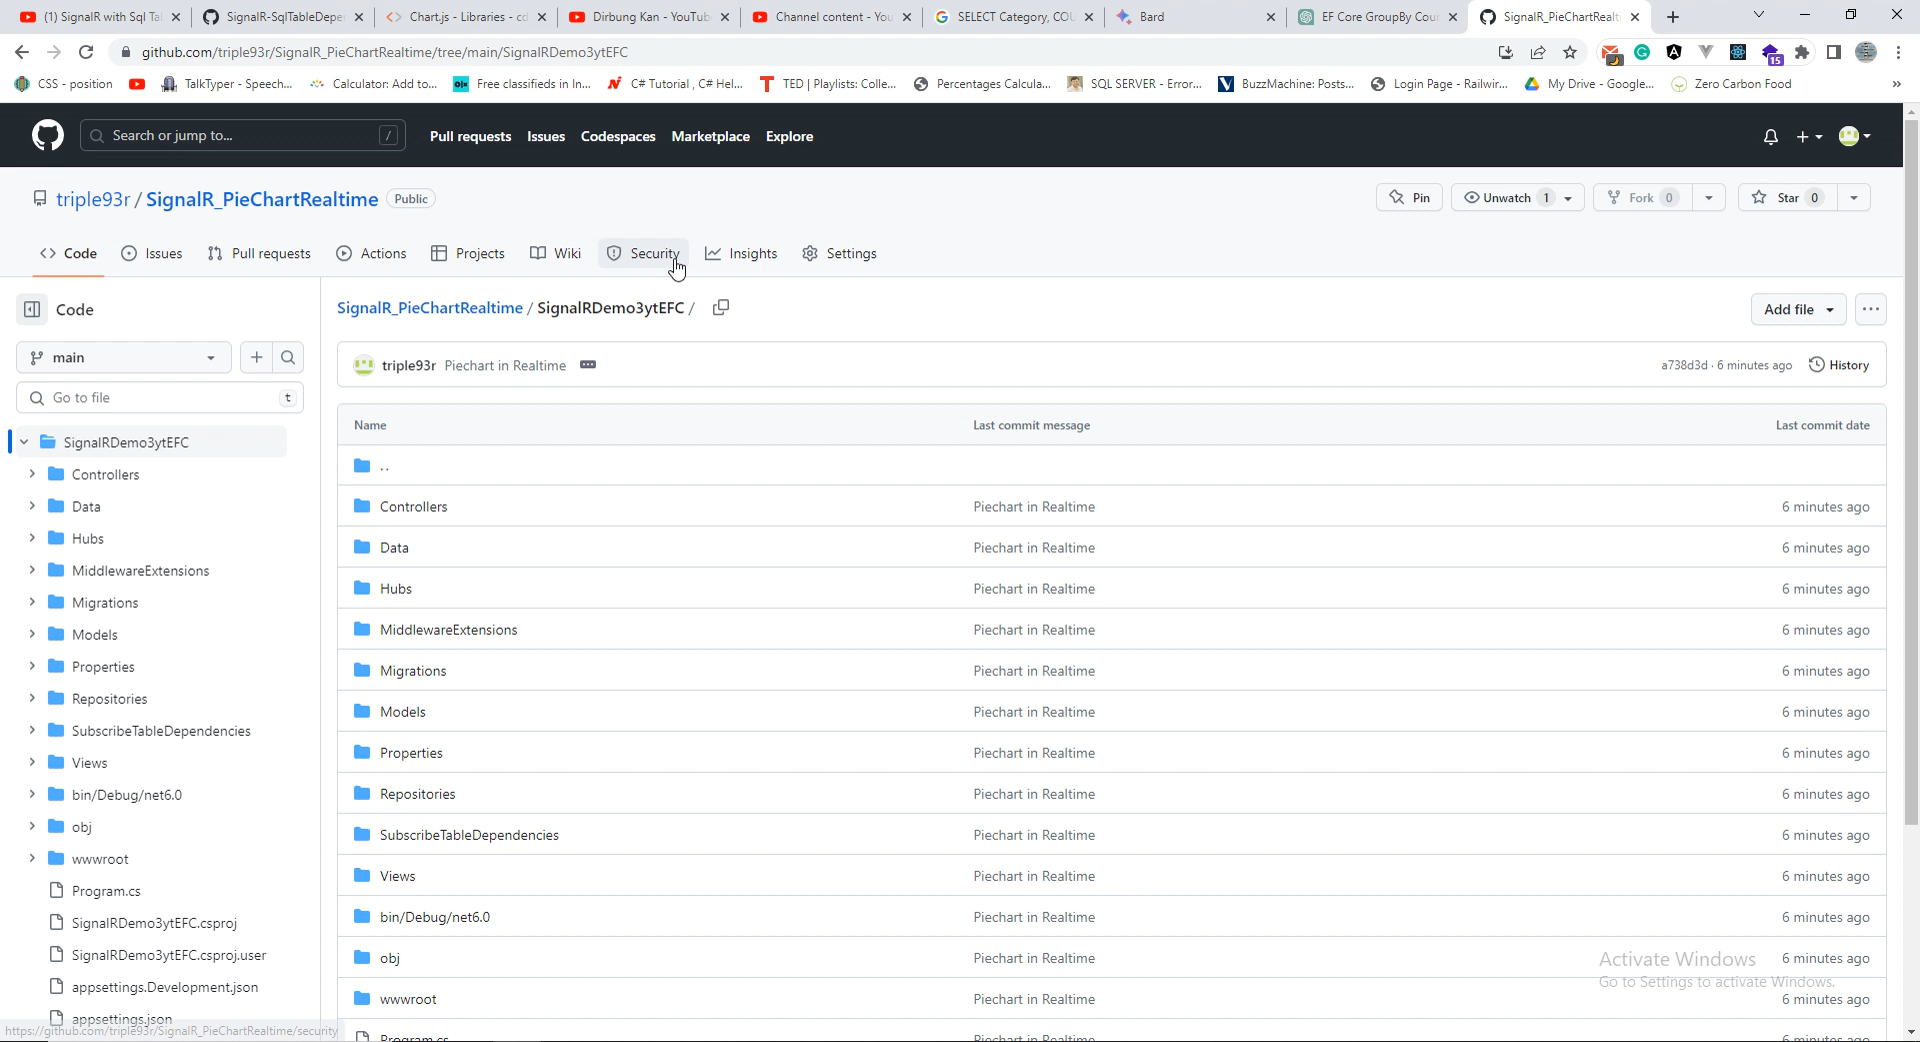 (1) SignalR with Sql Ta
SignalR-SqlTableDepe
Chart.js - Libraries - cd
Dirbung Kan - YouTub
Channel content - You
SELECT Category, COU
Bard
EF Core GroupBy Cou
SignalR_PieChartRealt
github.com/triple93r/SignalR_PieChartRealtime/tree/main/SignalRDemo3ytEFC
15
CSS - position
TalkTyper - Speech...
Calculator: Add to...
Free classifieds in In...
C# Tutorial , C# Hel...
TED | Playlists: Colle...
Percentages Calcula...
SQL SERVER - Error...
BuzzMachine: Posts...
Login Page - Railwir...
My Drive - Google...
Zero Carbon Food
»
Search or jump to...
/
Pull requests
Issues
Codespaces
Marketplace
Explore
triple93r / SignalR_PieChartRealtime
Public
Pin
Unwatch 1
Fork 0
Star 0
Code
Issues
Pull requests
Actions
Projects
Wiki
Security
Insights
Settings
Code
main
Go to file
t
SignalRDemo3ytEFC
Controllers
Data
Hubs
MiddlewareExtensions
Migrations
Models
Properties
Repositories
SubscribeTableDependencies
Views
bin/Debug/net6.0
obj
wwwroot
Program.cs
SignalRDemo3ytEFC.csproj
SignalRDemo3ytEFC.csproj.user
appsettings.Development.json
appsettings.json
https://github.com/triple93r/SignalR_PieChartRealtime/security
SignalR_PieChartRealtime / SignalRDemo3ytEFC /
Add file
triple93r Piechart in Realtime
a738d3d · 6 minutes ago
History
Name Last commit message Last commit date
..
Controllers Piechart in Realtime 6 minutes ago
Data Piechart in Realtime 6 minutes ago
Hubs Piechart in Realtime 6 minutes ago
MiddlewareExtensions Piechart in Realtime 6 minutes ago
Migrations Piechart in Realtime 6 minutes ago
Models Piechart in Realtime 6 minutes ago
Properties Piechart in Realtime 6 minutes ago
Repositories Piechart in Realtime 6 minutes ago
SubscribeTableDependencies Piechart in Realtime 6 minutes ago
Views Piechart in Realtime 6 minutes ago
bin/Debug/net6.0 Piechart in Realtime 6 minutes ago
obj Piechart in Realtime 6 minutes ago
wwwroot Piechart in Realtime 6 minutes ago
Program.cs Piechart in Realtime 6 minutes ago
Activate Windows
Go to Settings to activate Windows.